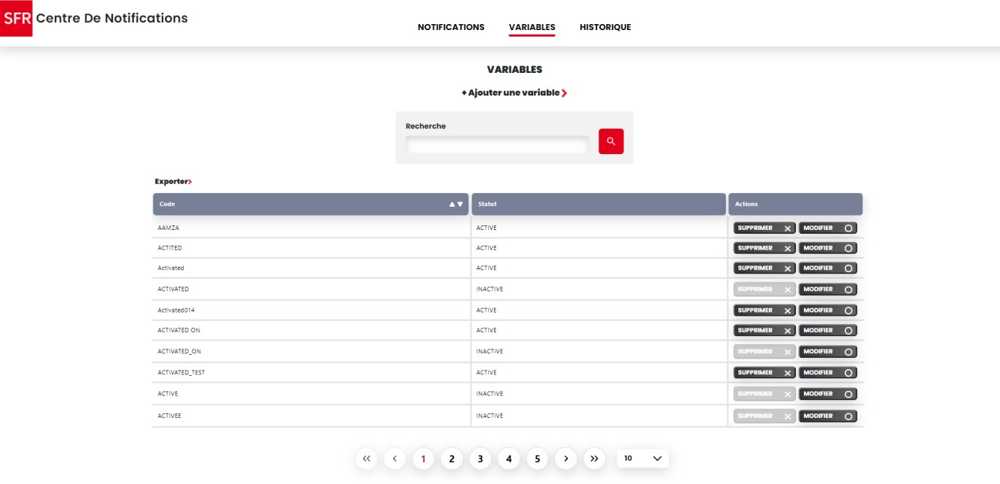 SFR Centre De Notifications
NOTIFICATIONS VARIABLES HISTORIQUE
VARIABLES
+ Ajouter une variable
Recherche
Exporter
Code Statut Actions
AAMZA ACTIVE SUPPRIMER MODIFIER
ACTITED ACTIVE SUPPRIMER MODIFIER
Activated ACTIVE SUPPRIMER MODIFIER
ACTIVATED INACTIVE SUPPRIMER MODIFIER
Activated014 ACTIVE SUPPRIMER MODIFIER
ACTIVATED ON ACTIVE SUPPRIMER MODIFIER
ACTIVATED_ON INACTIVE SUPPRIMER MODIFIER
ACTIVATED_TEST ACTIVE SUPPRIMER MODIFIER
ACTIVE INACTIVE SUPPRIMER MODIFIER
ACTIVEE INACTIVE SUPPRIMER MODIFIER
« ‹ 1 2 3 4 5 › » 10